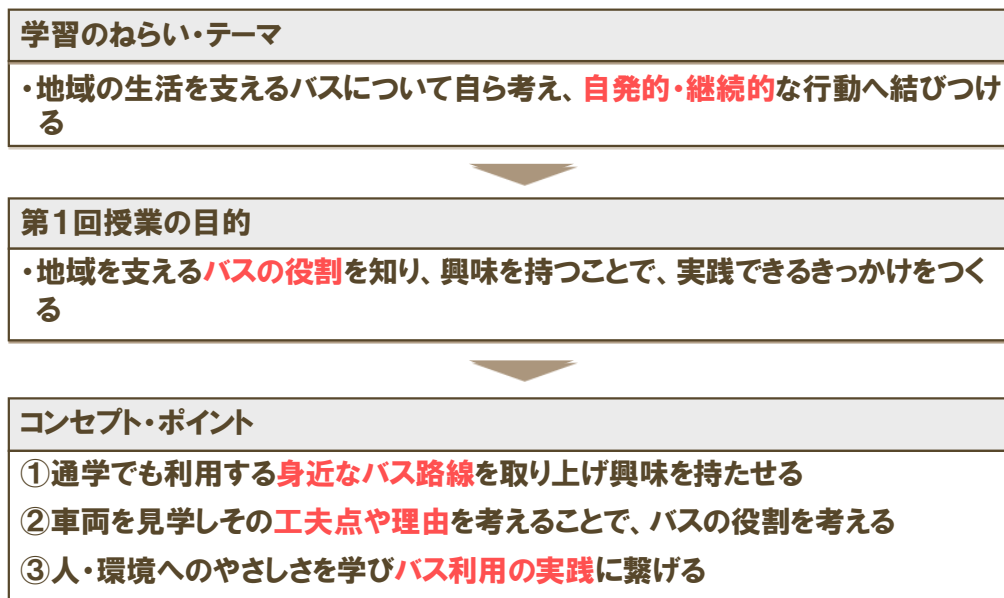 学習のねらい・テーマ
・地域の生活を支えるバスについて自ら考え、自発的・継続的な行動へ結びつけ
る
第1回授業の目的
・地域を支えるバスの役割を知り、興味を持つことで、実践できるきっかけをつく
る
コンセプト・ポイント
①通学でも利用する身近なバス路線を取り上げ興味を持たせる
②車両を見学しその工夫点や理由を考えることで、バスの役割を考える
③人・環境へのやさしさを学びバス利用の実践に繋げる